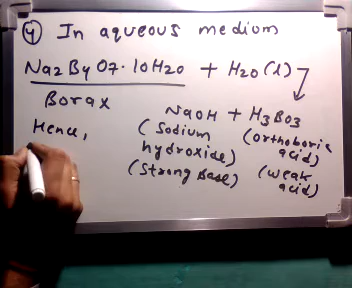 ④ In aqueous medium
Na2B4O7·10H2O + H2O(l)
Borax
NaOH + H3BO3
Hence,
(Sodium hydroxide)
(orthoboric acid)
(Strong Base)
(weak acid)